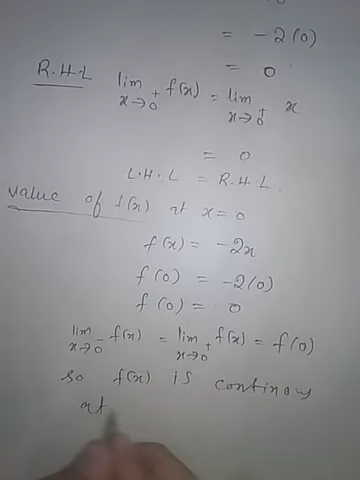 = -2(0)
= 0
R.H.L lim x→0⁺ f(x) = lim x→0⁺ x
= 0
L.H.L = R.H.L.
Value of f(x) at x=0
f(x) = -2x
f(0) = -2(0)
f(0) = 0
lim x→0⁻ f(x) = lim x→0⁺ f(x) = f(0)
so f(x) is continous
at